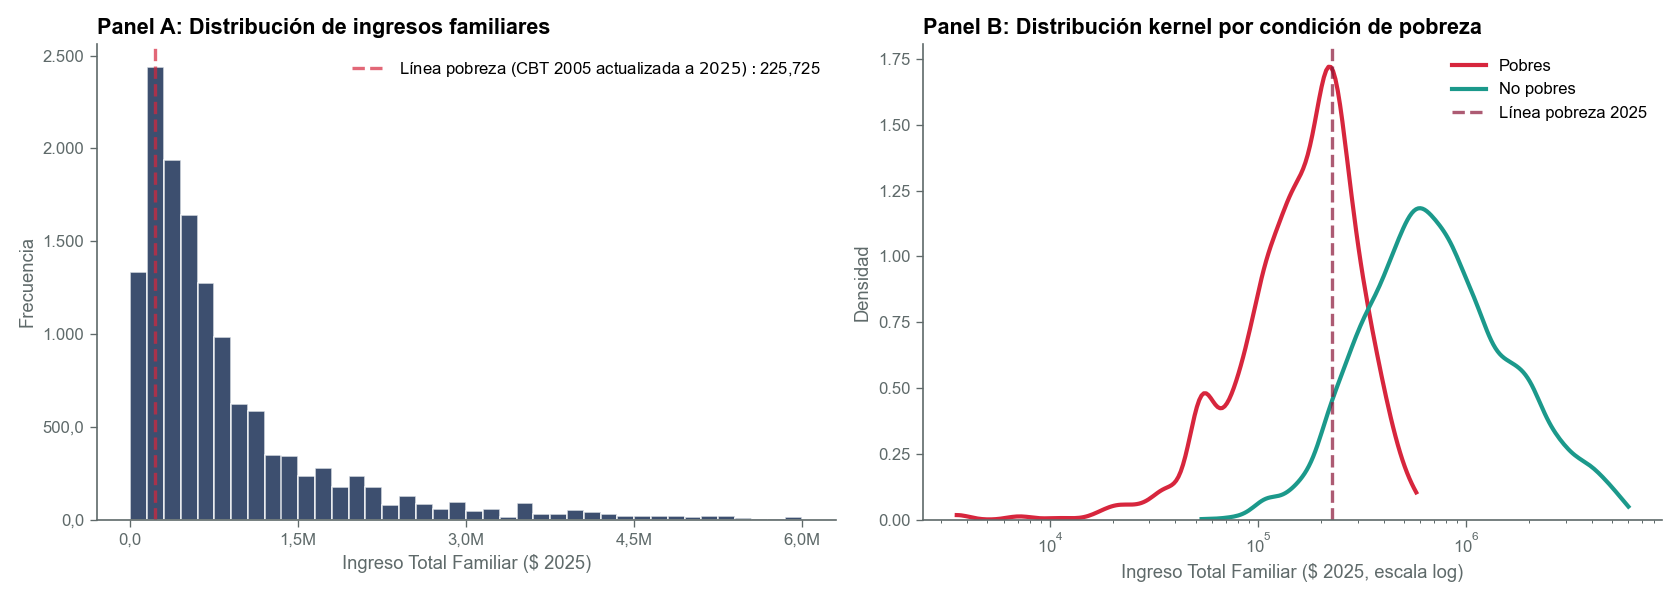 Panel A: Distribución de ingresos familiares
Línea pobreza (CBT 2005 actualizada a 2025) : 225,725
2.500
2.000
1.500
1.000
500,0
0,0
Frecuencia
0,0
1,5M
3,0M
4,5M
6,0M
Ingreso Total Familiar ($ 2025)
Panel B: Distribución kernel por condición de pobreza
Pobres
No pobres
Línea pobreza 2025
1.75
1.50
1.25
1.00
0.75
0.50
0.25
0.00
Densidad
10⁴
10⁵
10⁶
Ingreso Total Familiar ($ 2025, escala log)